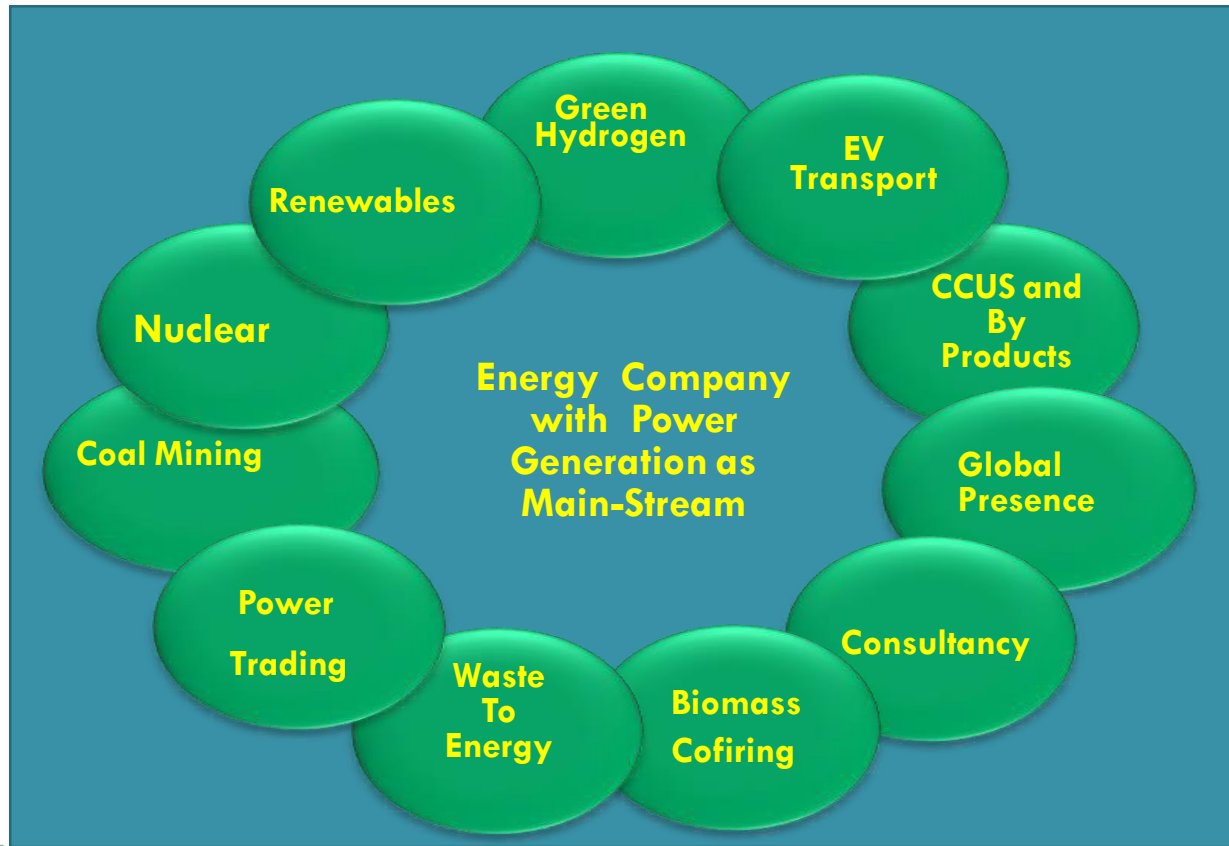 Green
Hydrogen
EV
Transport
Renewables
CCUS and
By
Products
Nuclear
Energy Company
with Power
Generation as
Main-Stream
Coal Mining
Global
Presence
Power
Trading
Consultancy
Waste
To
Energy
Biomass
Cofiring